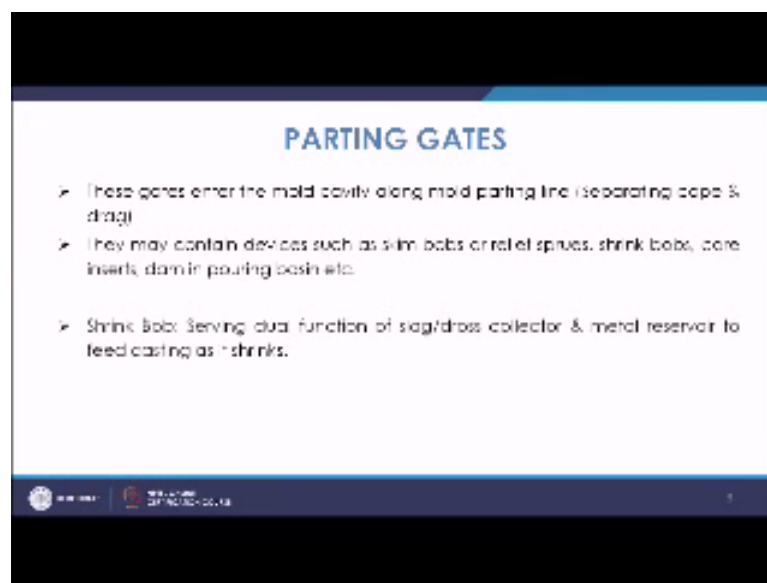 PARTING GATES
➢ These gates enter the mold cavity along mold parting line (separating cope &
drag)
➢ They may contain devices such as skim bobs or relief sprues, shrink bobs, core
inserts, dam in pouring basin etc.
➢ Shrink Bob: Serving dual function of slag/dross collector & metal reservoir to
feed casting as it shrinks.
CERTIFICATION COURSE